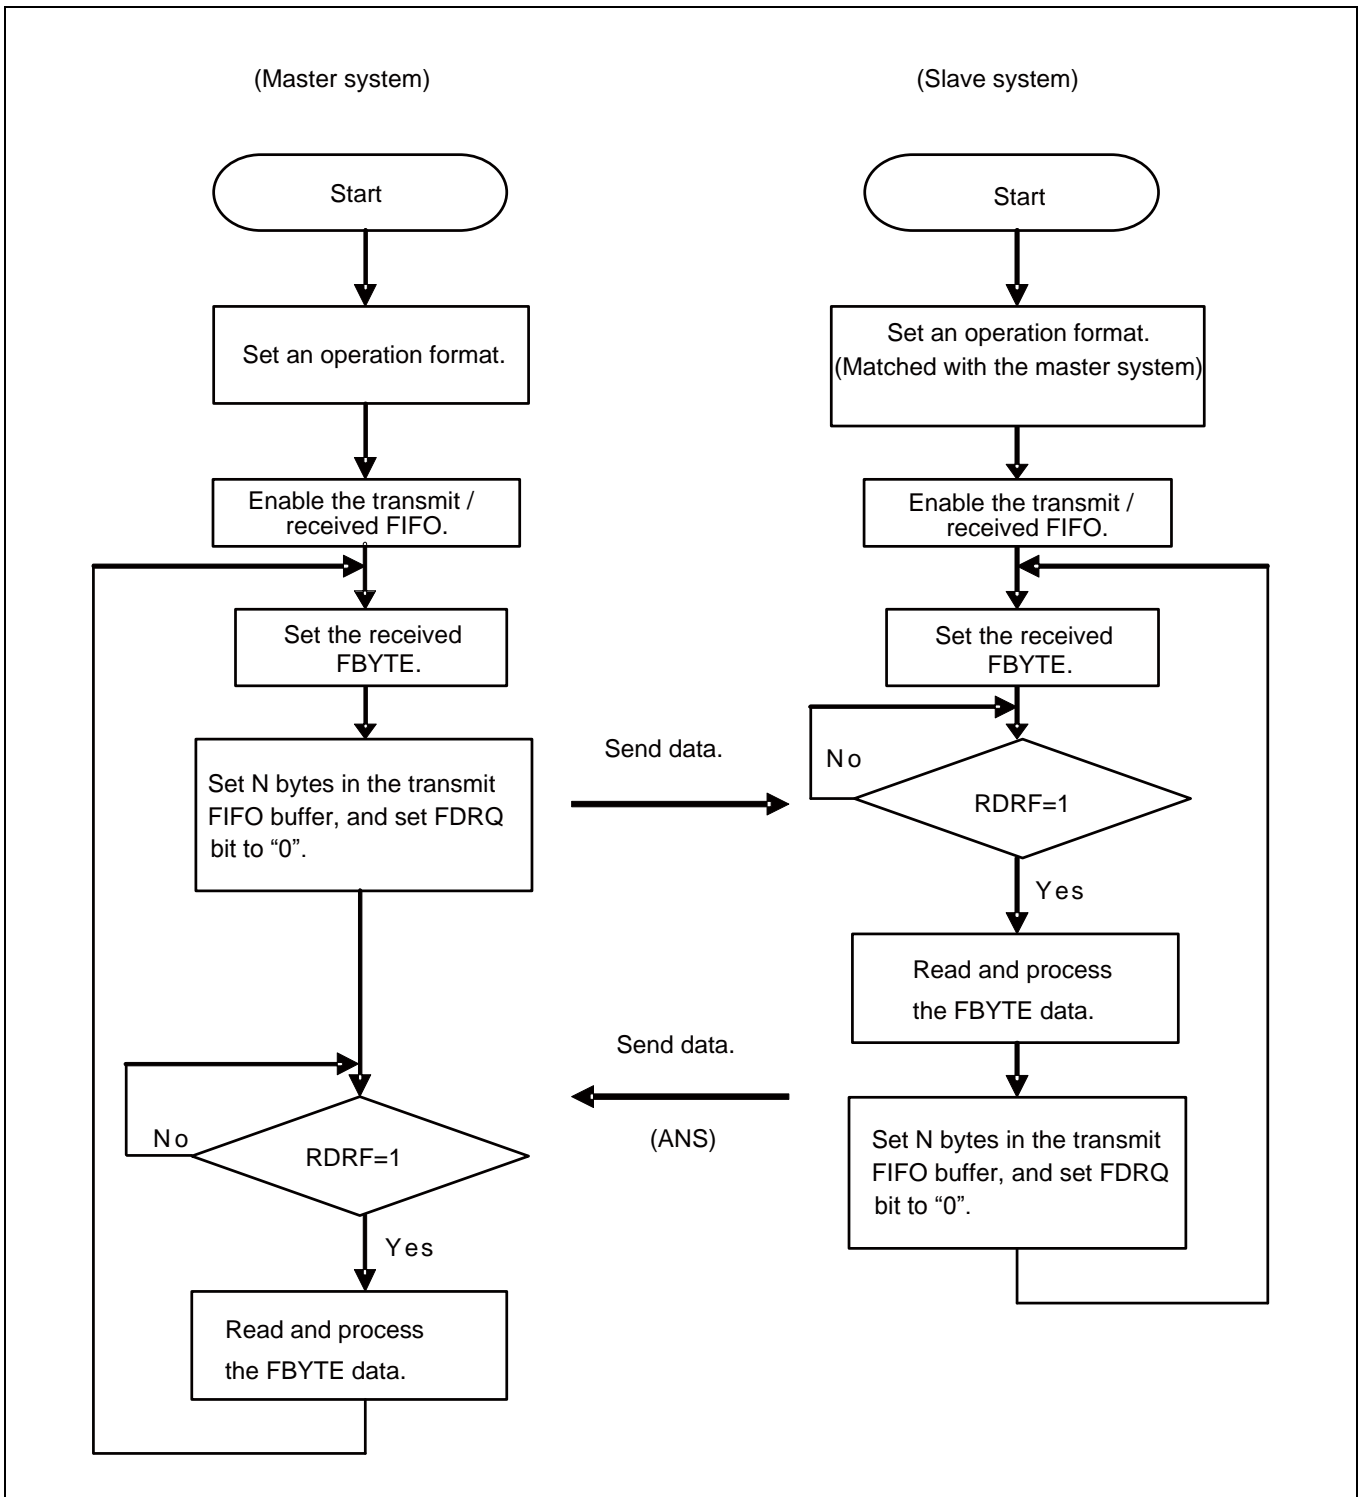 (Master system)
Start
Set an operation format.
Enable the transmit /
received FIFO.
Set the received
FBYTE.
Set N bytes in the transmit
FIFO buffer, and set FDRQ
bit to “0”.
RDRF=1
No
Yes
Read and process
the FBYTE data.
Send data.
Send data.
(ANS)
(Slave system)
Start
Set an operation format.
(Matched with the master system)
Enable the transmit /
received FIFO.
Set the received
FBYTE.
No
RDRF=1
Yes
Read and process
the FBYTE data.
Set N bytes in the transmit
FIFO buffer, and set FDRQ
bit to “0”.